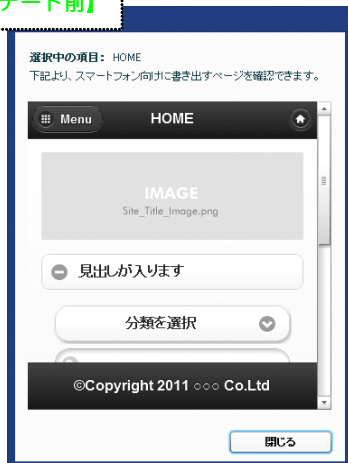 デート前】
選択中の項目： HOME
下記より、スマートフォン向けに書き出すページを確認できます。
Menu
HOME
IMAGE
Site_Title_Image.png
見出しが入ります
分類を選択
©Copyright 2011 ○○○ Co.Ltd
閉じる